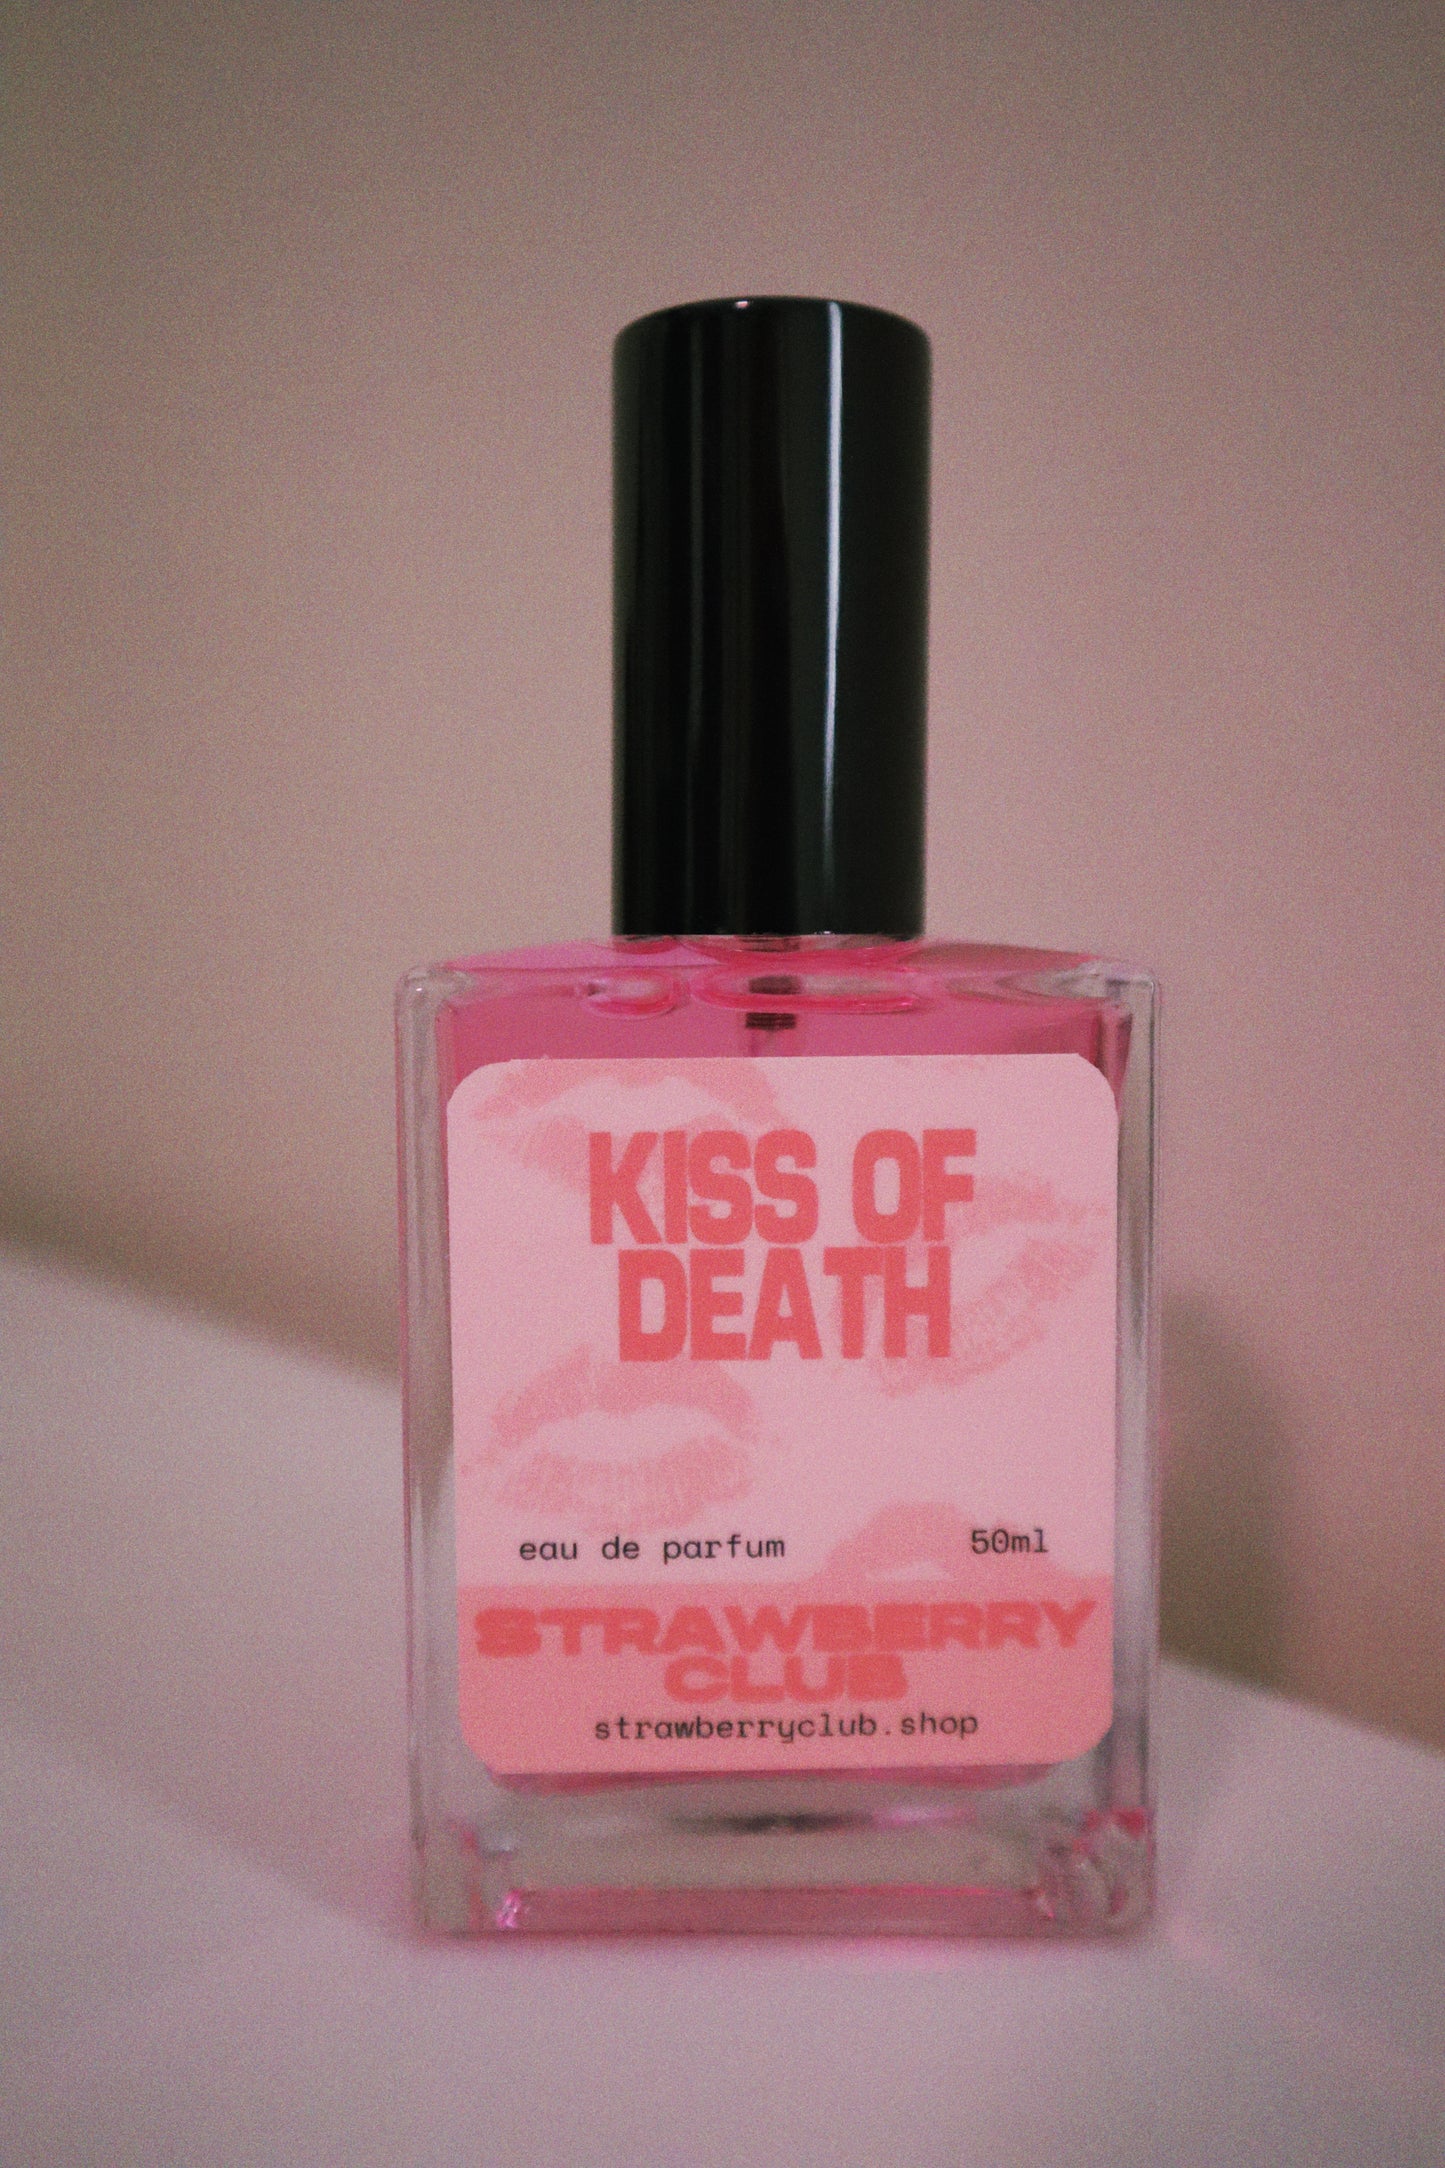 KISS OF
DEATH
eau de parfum 50ml
STRAWBERRY
CLUB
strawberryclub.shop